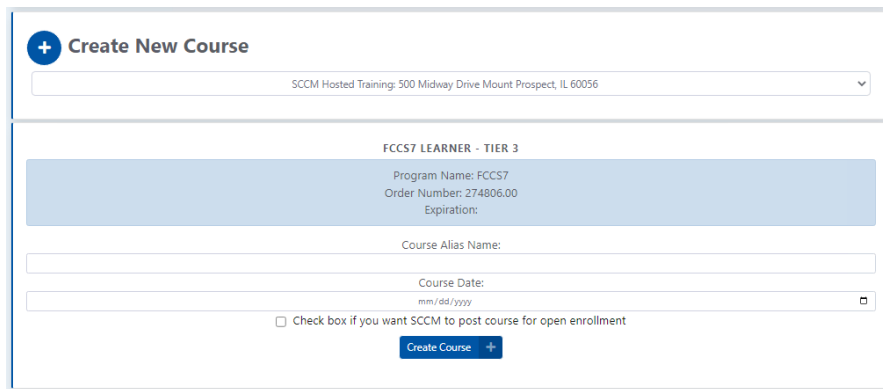 Create New Course
SCCM Hosted Training: 500 Midway Drive Mount Prospect, IL 60056
FCCS7 LEARNER - TIER 3
Program Name: FCCS7
Order Number: 274806.00
Expiration:
Course Alias Name:
Course Date:
mm/dd/yyyy
Check box if you want SCCM to post course for open enrollment
Create Course +